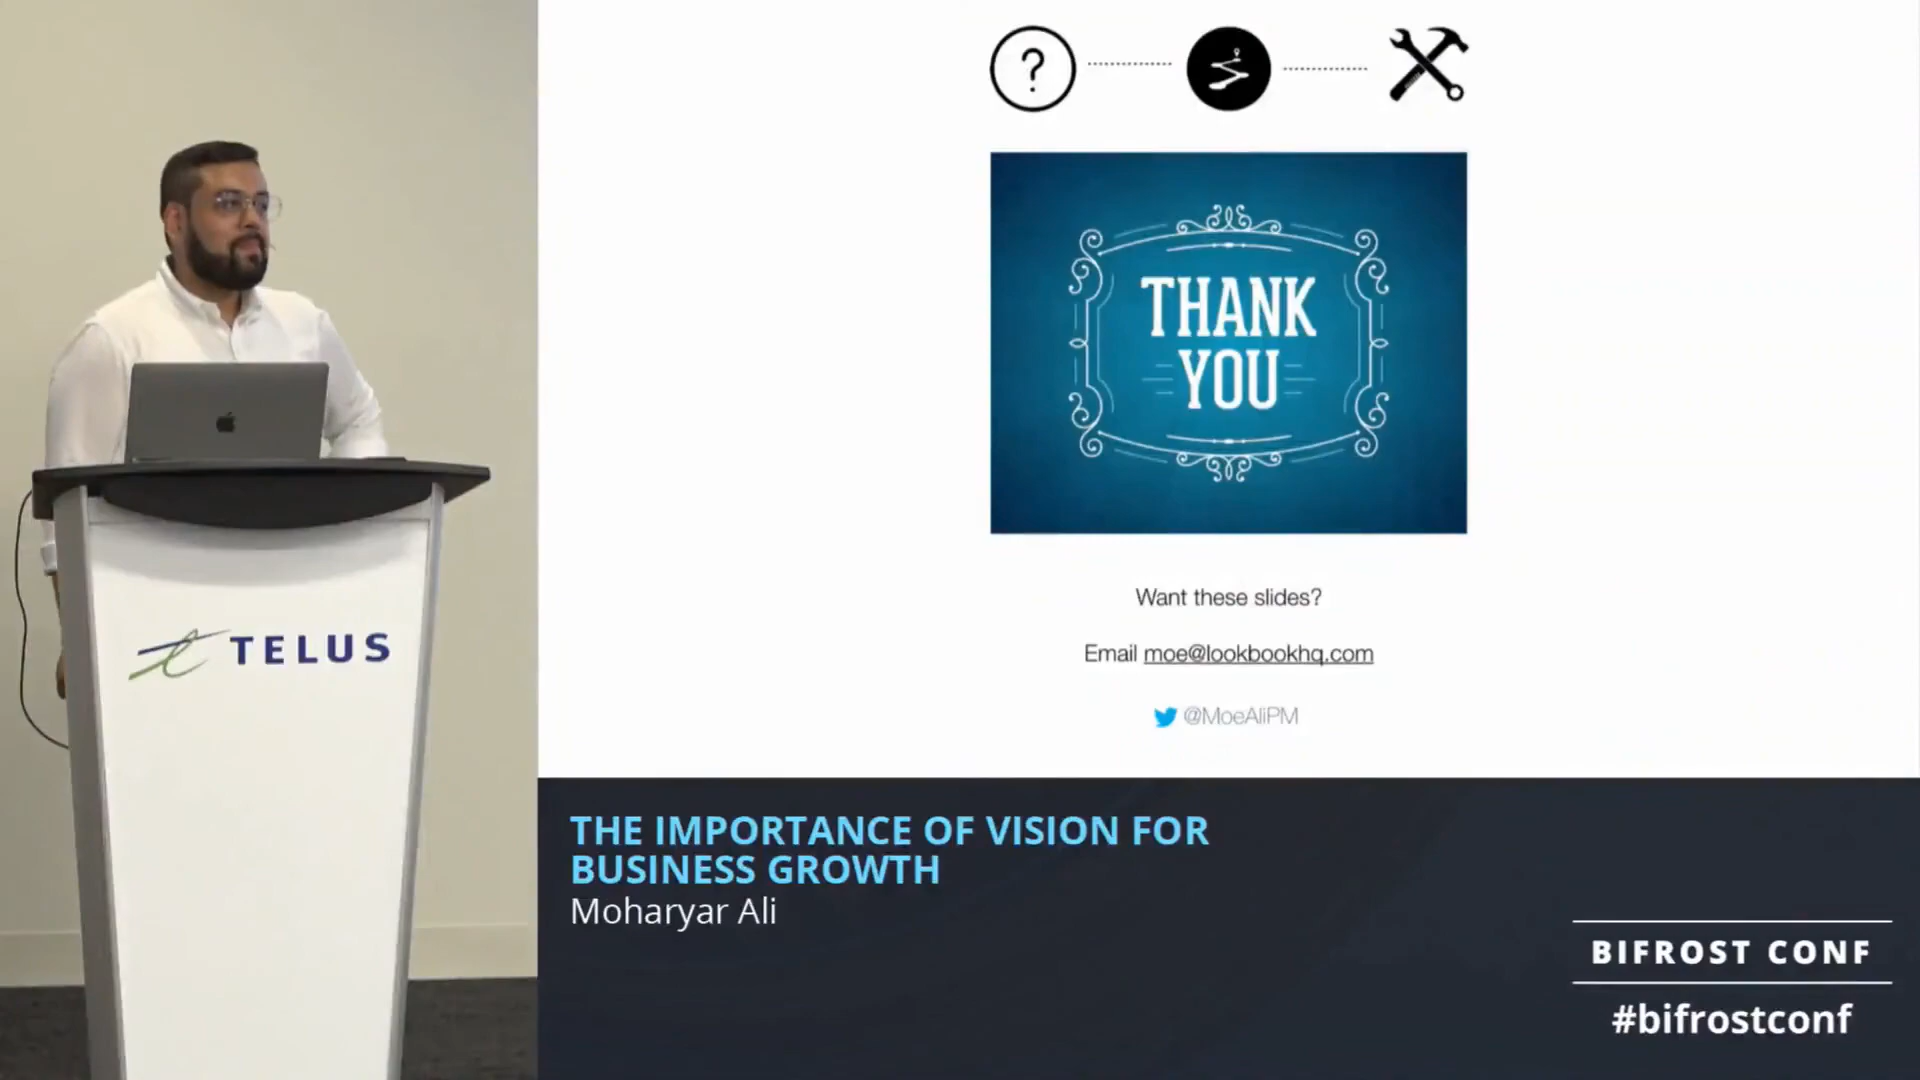 ?
THANK
YOU
Want these slides?
Email moe@lookbookhq.com
@MoeAliPM
TELUS
THE IMPORTANCE OF VISION FOR
BUSINESS GROWTH
Moharyar Ali
BIFROST CONF
#bifrostconf